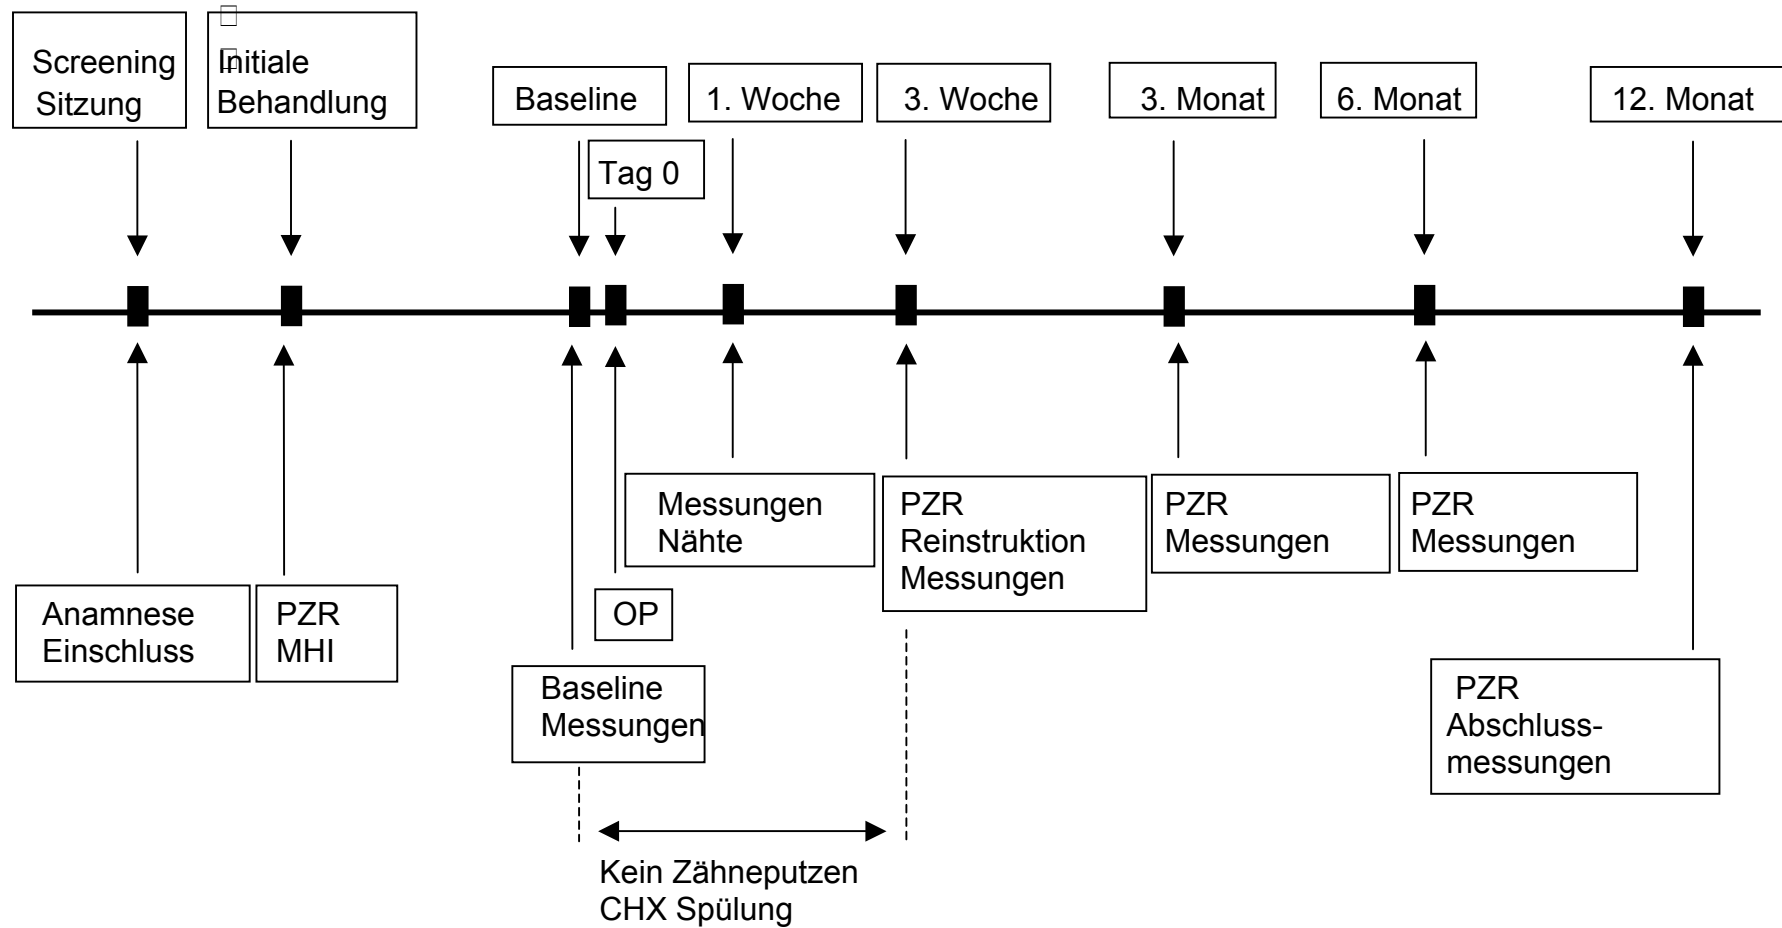 Screening
Sitzung
Initiale
Behandlung
Baseline
Tag 0
1. Woche
3. Woche
3. Monat
6. Monat
12. Monat
Anamnese
Einschluss
PZR
MHI
Baseline
Messungen
OP
Messungen
Nähte
PZR
Reinstruktion
Messungen
PZR
Messungen
PZR
Messungen
PZR
Abschluss-
messungen
Kein Zähneputzen
CHX Spülung